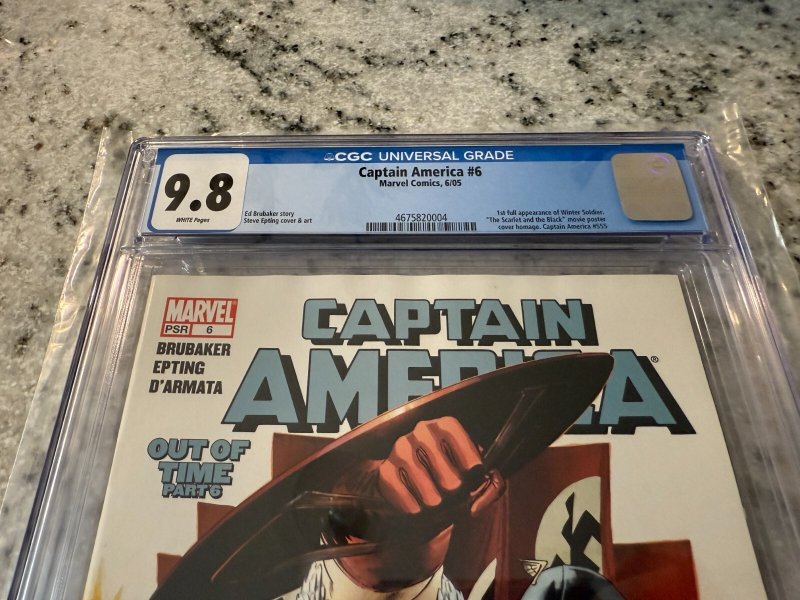 CGC UNIVERSAL GRADE
9.8
WHITE Pages
Ed Brubaker story
Steve Epting cover & art
Captain America #6
Marvel Comics, 6/05
4675820004
1st full appearance of Winter Soldier.
"The Scarlet and the Black" movie poster
cover homage. Captain America #555
MARVEL
PSR 6
BRUBAKER
EPTING
D'ARMATA
CAPTAIN
AMERICA®
OUT OF
TIME
PART 6